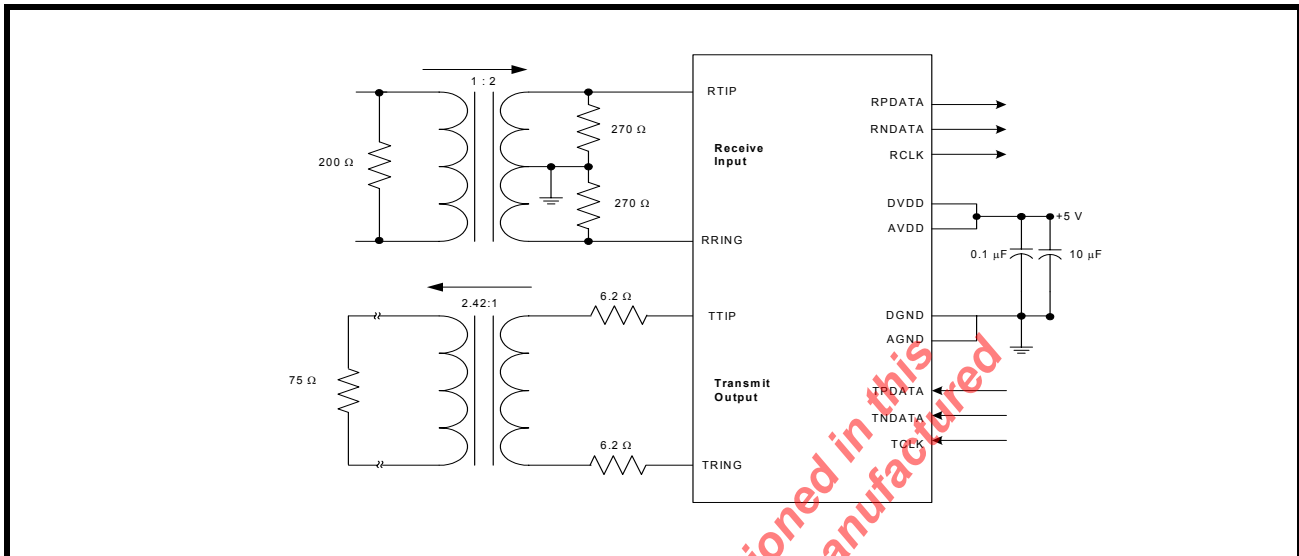 1 : 2
200 Ω
270 Ω
270 Ω
RTIP
Receive
Input
RRING
2.42:1
75 Ω
6.2 Ω
6.2 Ω
TTIP
Transmit
Output
TRING
RPDATA
RNDATA
RCLK
DVDD
AVDD
+5 V
0.1 µF
10 µF
DGND
AGND
TPDATA
TNDATA
TCLK
ioned in this
anufactured